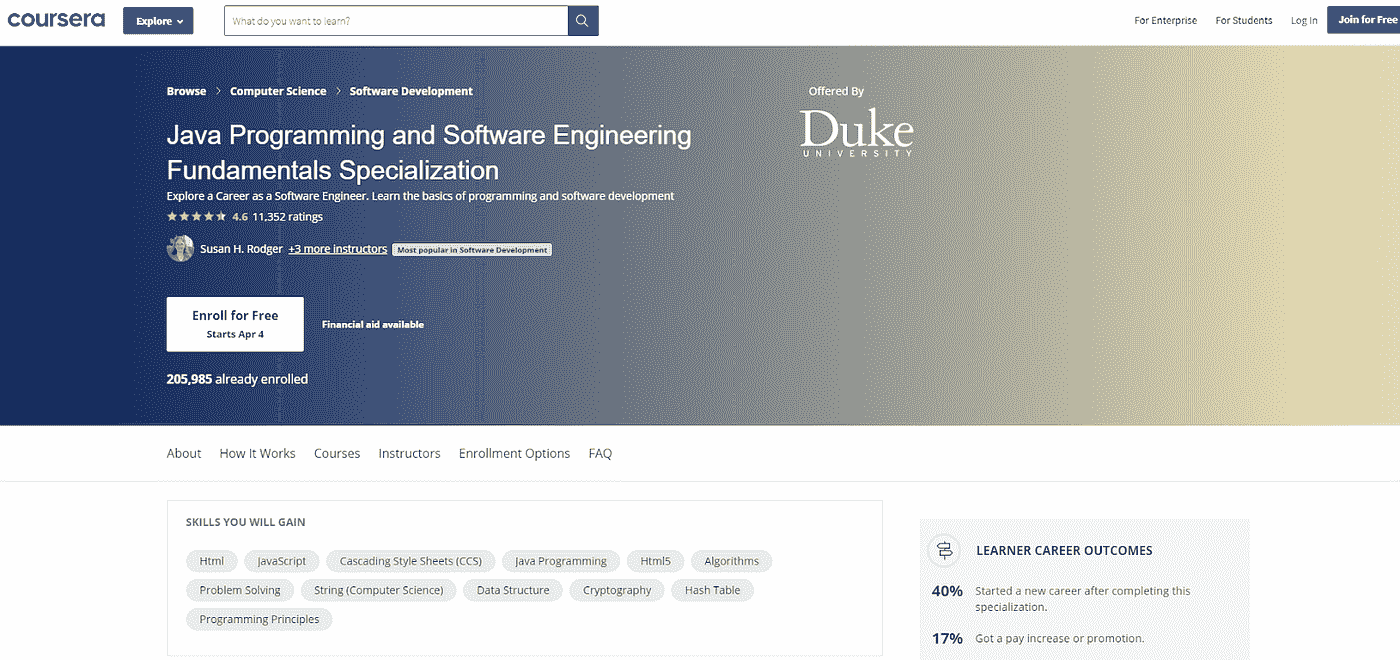 coursera
Explore
What do you want to learn?
For Enterprise
For Students
Log In
Join for Free
Browse > Computer Science > Software Development
Offered By
Duke
UNIVERSITY
Java Programming and Software Engineering
Fundamentals Specialization
Explore a Career as a Software Engineer. Learn the basics of programming and software development
4.6 11,352 ratings
Susan H. Rodger +3 more instructors Most popular in Software Development
Enroll for Free
Starts Apr 4
Financial aid available
205,985 already enrolled
About
How It Works
Courses
Instructors
Enrollment Options
FAQ
SKILLS YOU WILL GAIN
Html
JavaScript
Cascading Style Sheets (CCS)
Java Programming
Html5
Algorithms
Problem Solving
String (Computer Science)
Data Structure
Cryptography
Hash Table
Programming Principles
LEARNER CAREER OUTCOMES
40% Started a new career after completing this
specialization.
17% Got a pay increase or promotion.